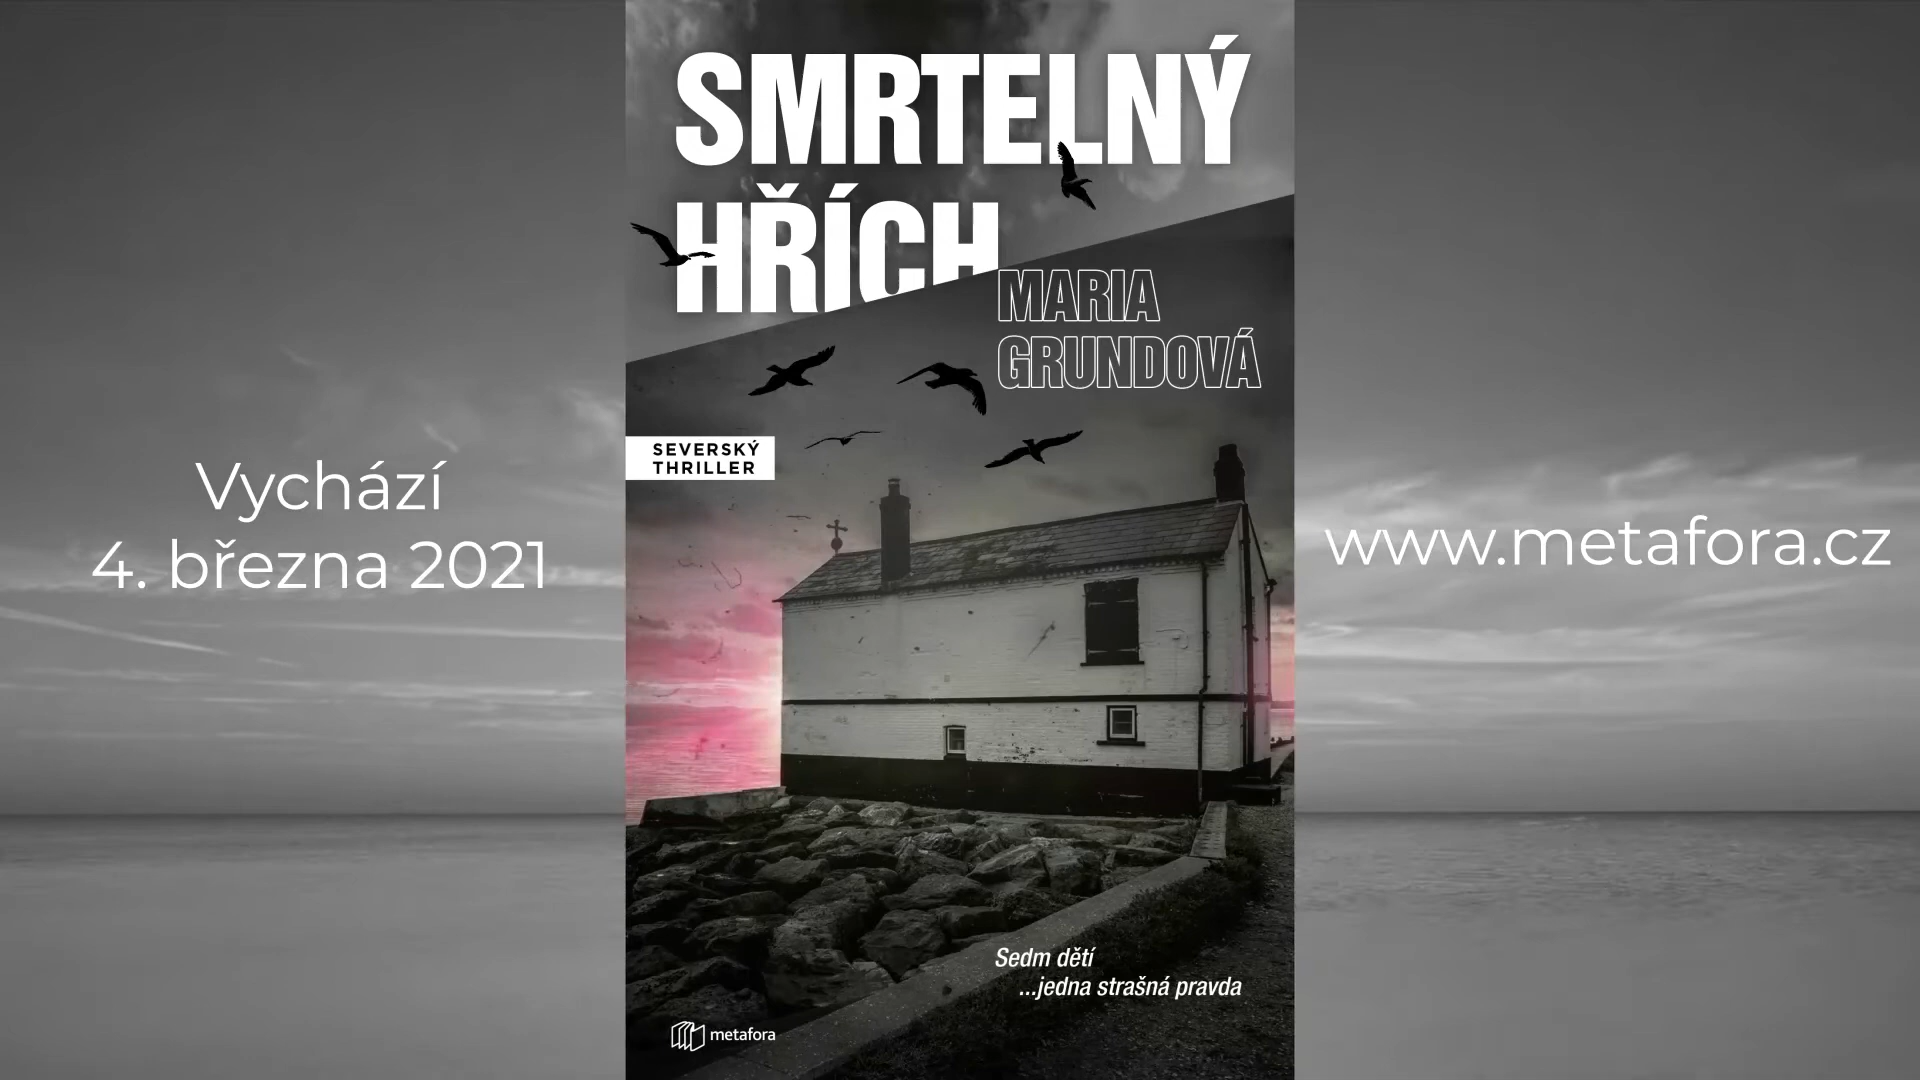 SMRTELNÝ
HŘÍCH
MARIA
GRUNDOVÁ
SEVERSKÝ
THRILLER
Vychází
4. března 2021
www.metafora.cz
Sedm dětí
...jedna strašná pravda
metafora